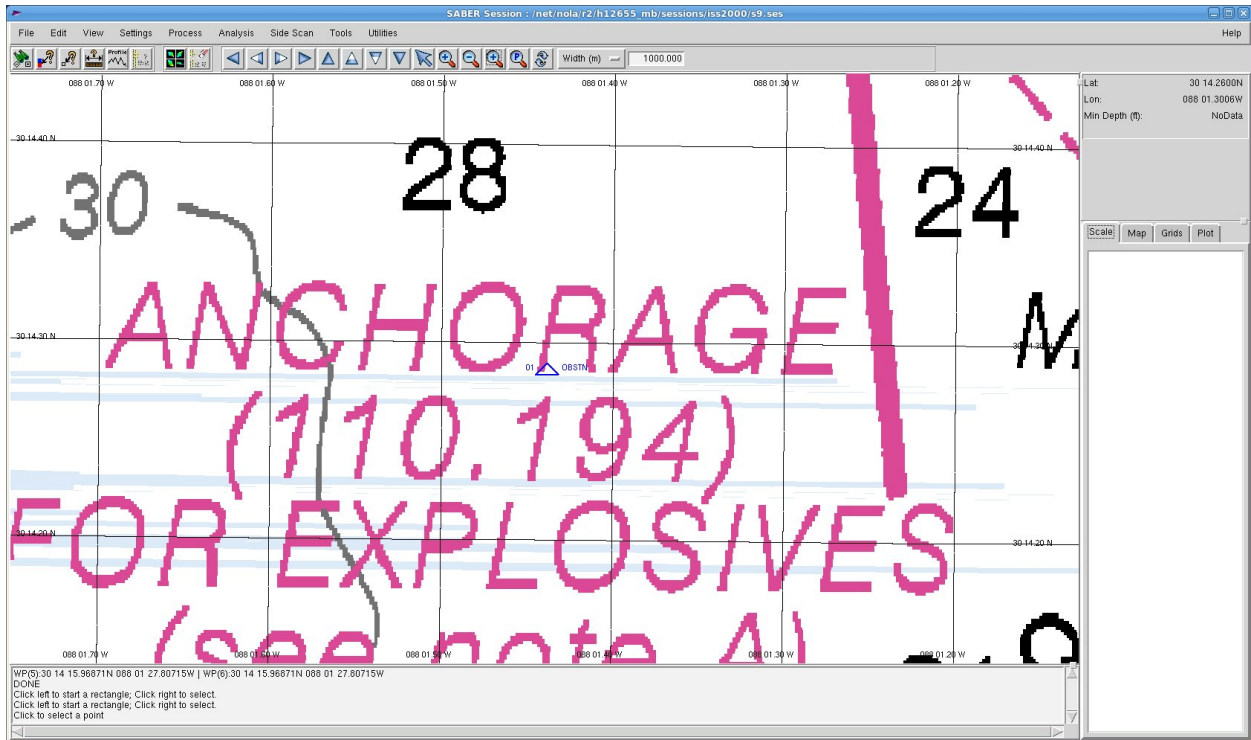 SABER Session : /net/nola/r2/h12655_mb/sessions/iss2000/s9.ses
File Edit View Settings Process Analysis Side Scan Tools Utilities Help
Profile Width (m) 1000.000
088 01.70 W 088 01.60 W 088 01.50 W 088 01.40 W 088 01.30 W 088 01.20 W
Lat: 30 14.2600N
Lon: 088 01.3006W
Min Depth (ft): NoData
30 14.40 N 30 14.40 N
28
30 24
Scale Map Grids Plot
ANCHORAGE
30 14.30 N
01 OBSTN
(110.194)
FOR EXPLOSIVES
30 14.20 N 30 14.20 N
(see note A)
088 01.70 W 088 01.60 W 088 01.50 W 088 01.40 W 088 01.30 W 088 01.20 W
WP(5):30 14 15.96871N 088 01 27.80715W | WP(6):30 14 15.96871N 088 01 27.80715W
DONE
Click left to start a rectangle; Click right to select.
Click left to start a rectangle; Click right to select.
Click to select a point